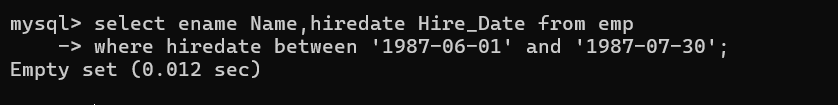 mysql> select ename Name,hiredate Hire_Date from emp
    -> where hiredate between '1987-06-01' and '1987-07-30';
Empty set (0.012 sec)